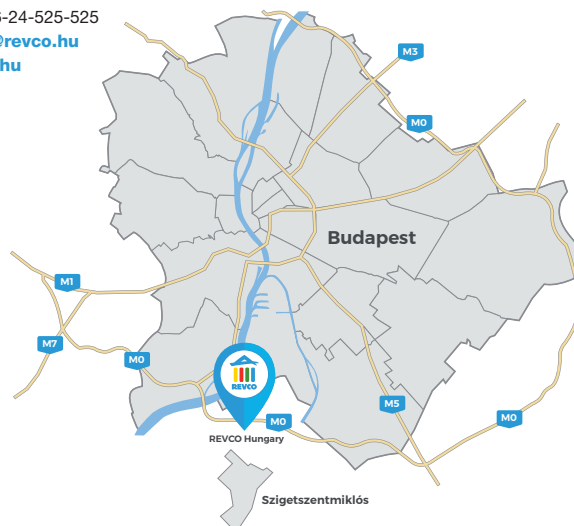 6-24-525-525
@revco.hu
hu
M3
M0
Budapest
M1
M7
M0
REVCO
M0
M5
M0
REVCO Hungary
Szigetszentmiklós